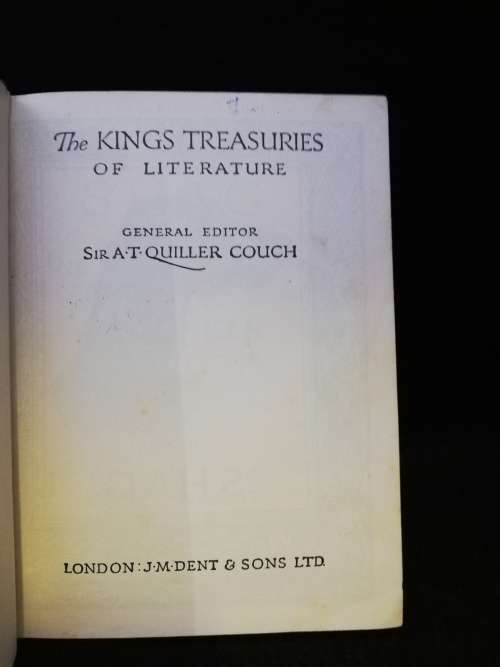 The KINGS TREASURIES
OF LITERATURE
GENERAL EDITOR
SIR A·T·QUILLER COUCH
LONDON: J·M·DENT & SONS LTD.